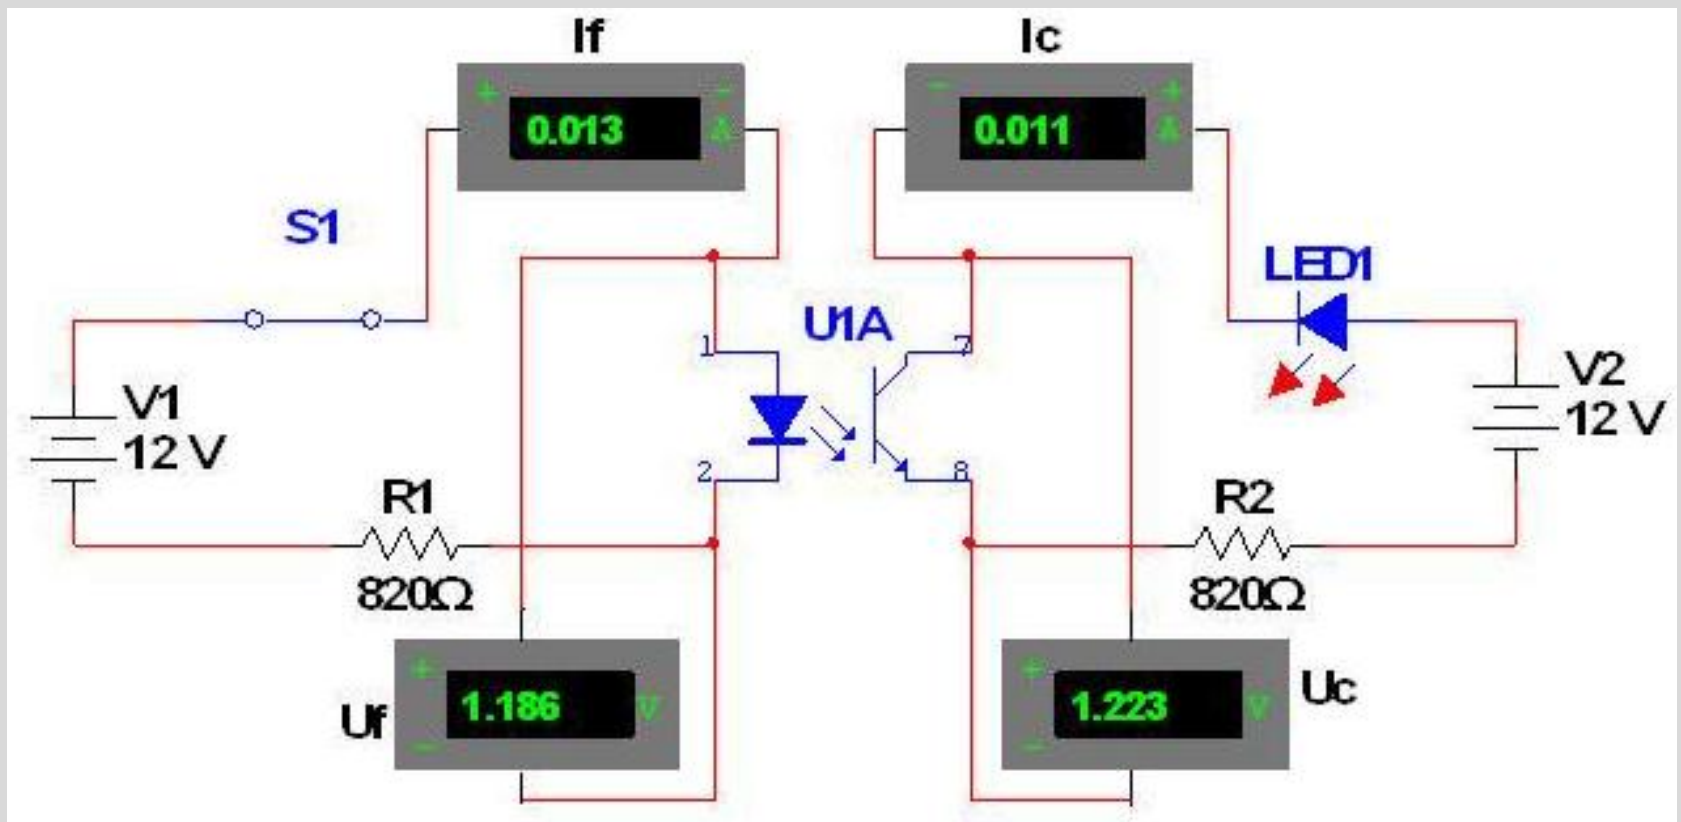 If
Ic
+
-
0.013
A
-
+
0.011
A
S1
LED1
U1A
1
7
V1
12 V
V2
12 V
2
8
R1
820Ω
R2
820Ω
Uf
+
1.186
V
-
+
1.223
V
-
Uc